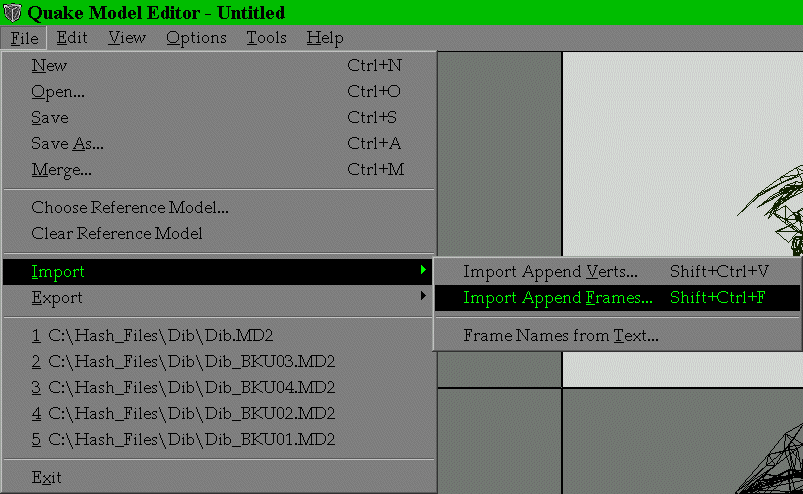 Quake Model Editor - Untitled
File Edit View Options Tools Help
New Ctrl+N
Open... Ctrl+O
Save Ctrl+S
Save As... Ctrl+A
Merge... Ctrl+M
Choose Reference Model...
Clear Reference Model
Import
Export
Import Append Verts... Shift+Ctrl+V
Import Append Frames... Shift+Ctrl+F
Frame Names from Text...
1 C:\Hash_Files\Dib\Dib.MD2
2 C:\Hash_Files\Dib\Dib_BKU03.MD2
3 C:\Hash_Files\Dib\Dib_BKU04.MD2
4 C:\Hash_Files\Dib\Dib_BKU02.MD2
5 C:\Hash_Files\Dib\Dib_BKU01.MD2
Exit